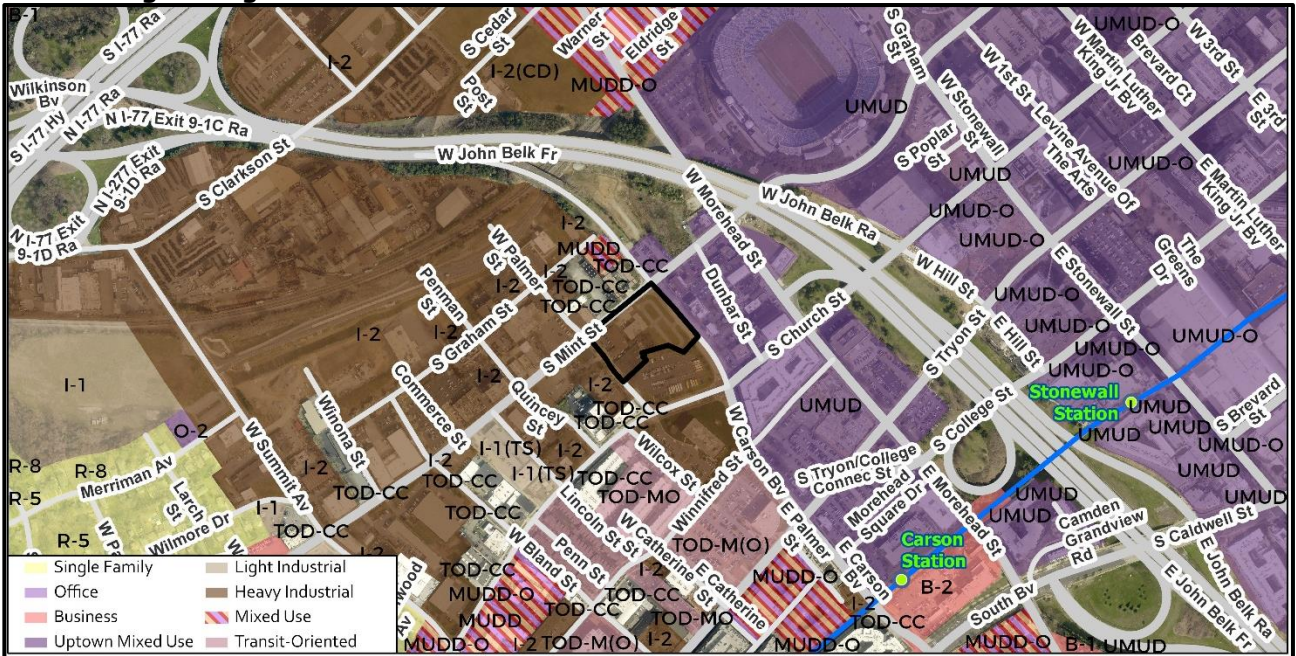 B-1
S I-77 Ra
Wilkinson
Bv
S I-77 Hy
N I-77 Ra
N I-77 Exit 9-1C Ra
N I-277 Exit
9-1D Ra
N I-77 Exit
9-1D Ra
S Clarkson St
I-2
S Cedar
St
Post
St
I-2(CD)
Warner
St
Eldridge
St
MUDD-O
W John Belk Fr
UMUD
S Graham
St
S Poplar
St
W Stonewall
St
W 1st St
Levine Avenue Of
The Arts
UMUD-O
W Martin Luther
King Jr Bv
Brevard Ct
W 3rd St
E 3rd
St
UMUD-O
UMUD
E Martin Luther
King Jr Bv
UMUD-O
UMUD-O
The
Greens
Dr
W Morehead St
W John Belk Ra
W Hill St
E Hill St
S Tryon St
E Stonewall St
UMUD-O
UMUD-O
UMUD-O
UMUD-O
UMUD-O
Stonewall
Station
UMUD
UMUD
UMUD
UMUD-O
UMUD
S Brevard
St
I-2
MUDD
TOD-CC
I-2
TOD-CC
I-2
TOD-CC
W Palmer
St
Penman
St
I-2
I-2
S Graham St
S Mint St
Dunbar St
S Church St
UMUD
I-1
Commerce St
I-2
Quincey
St
I-2
TOD-CC
Winona St
O-2
W Summit Av
I-2
TOD-CC
I-1(TS)
I-2
I-1(TS)
TOD-CC
I-2
TOD-CC
Wilcox St
TOD-MO
Lincoln St
St
W Catherine
St
E Catherine
St
Winnifred St
TOD-M(O)
W Carson Bv
S Tryon/College
Connec St
S College St
Morehead
Square Dr
E Morehead St
UMUD
UMUD
Camden
Rd
Grandview
S Caldwell St
E John Belk Ra
E John Belk Fr
R-8
R-8
R-5
Merriman Av
Larch
St
R-5
Wilmore Dr
I-1
TOD-CC
I-2
W Bland St
Penn St
I-2
TOD-CC
TOD-MO
E Palmer
St
E Carson
Bv
Carson
Station
B-2
MUDD-O
I-2
TOD-CC
South Bv
TOD-CC
MUDD-O
MUDD
MUDD-O
Av
I-2
TOD-M(O)
I-2
MUDD-O
MUDD-O
B-1
UMUD
Single Family
Office
Business
Uptown Mixed Use
Light Industrial
Heavy Industrial
Mixed Use
Transit-Oriented